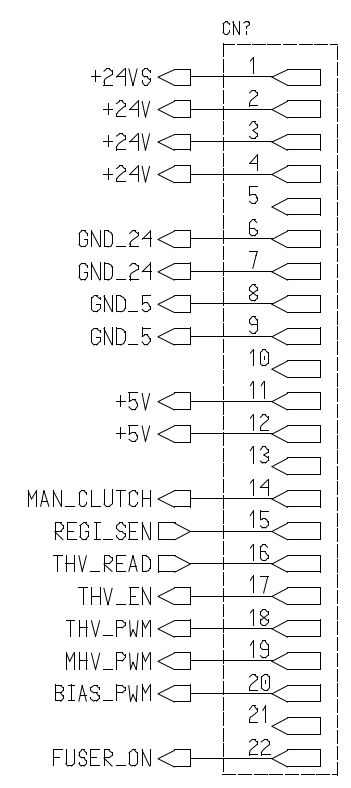 CN?
+24VS 1
+24V 2
+24V 3
+24V 4
5
GND_24 6
GND_24 7
GND_5 8
GND_5 9
10
+5V 11
+5V 12
13
MAN_CLUTCH 14
REGI_SEN 15
THV_READ 16
THV_EN 17
THV_PWM 18
MHV_PWM 19
BIAS_PWM 20
21
FUSER_ON 22